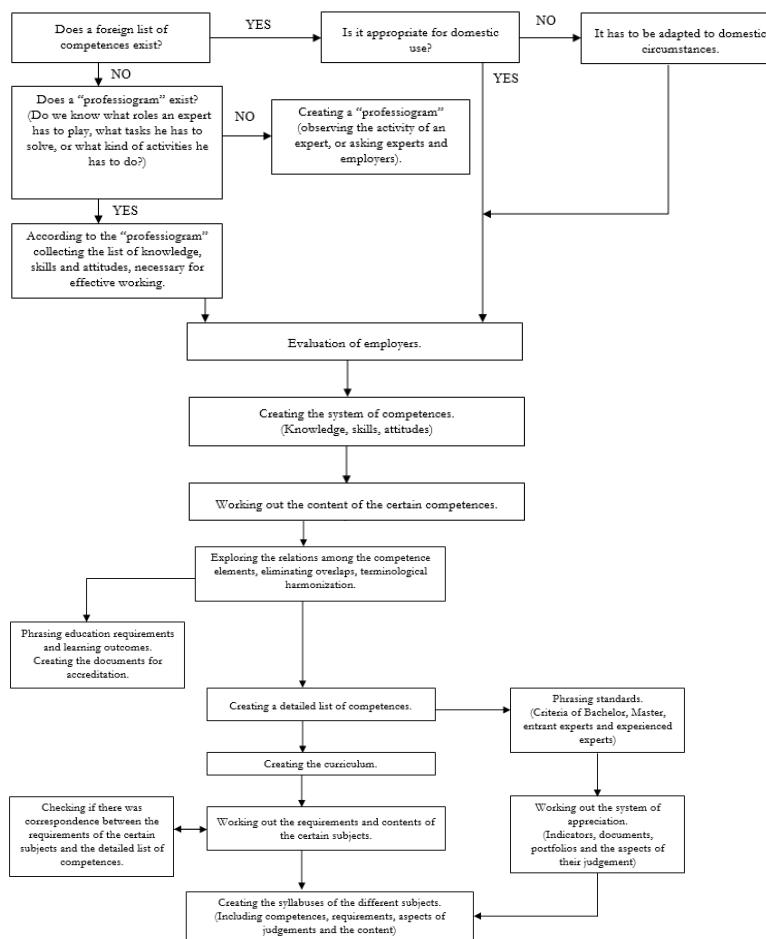 Does a foreign list of
competences exist?
YES
Is it appropriate for domestic
use?
NO
It has to be adapted to domestic
circumstances.
NO
YES
Does a “professiogram” exist?
(Do we know what roles an expert
has to play, what tasks he has to
solve, or what kind of activities he
has to do?)
NO
Creating a “professiogram”
(observing the activity of an
expert, or asking experts and
employers).
YES
According to the “professiogram”
collecting the list of knowledge,
skills and attitudes, necessary for
effective working.
Evaluation of employers.
Creating the system of competences.
(Knowledge, skills, attitudes)
Working out the content of the certain competences.
Exploring the relations among the competence
elements, eliminating overlaps, terminological
harmonization.
Phrasing education requirements
and learning outcomes.
Creating the documents for
accreditation.
Creating a detailed list of competences.
Phrasing standards.
(Criteria of Bachelor, Master,
entrant experts and experienced
experts)
Creating the curriculum.
Checking if there was
correspondence between the
requirements of the certain
subjects and the detailed list of
competences.
Working out the requirements and contents
of the certain subjects.
Working out the system of
appreciation.
(Indicators, documents,
portfolios and the aspects of
their judgement)
Creating the syllabuses of the different subjects.
(Including competences, requirements, aspects of
judgements and the content)